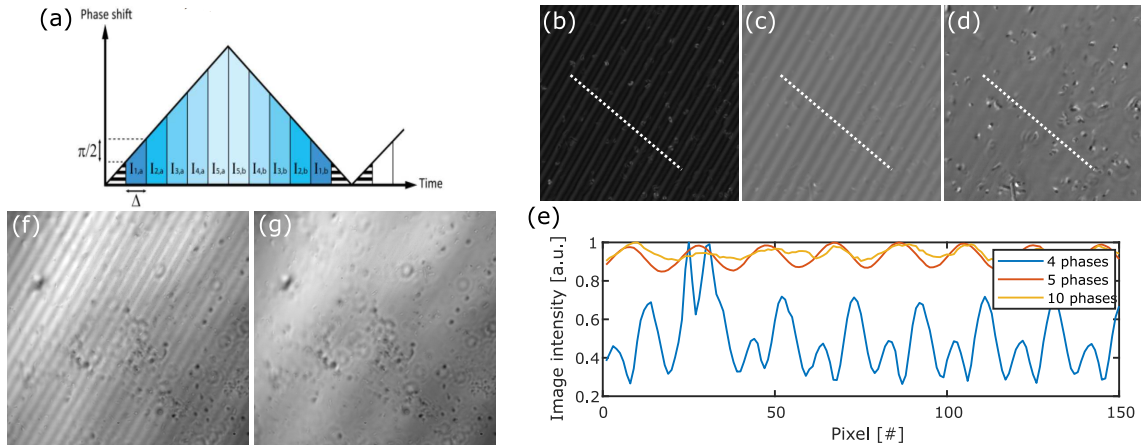 (a)
Phase shift
π/2
I1,a I2,a I3,a I4,a I5,a I5,b I4,b I3,b I2,b I1,b
Time
Δ
(b)
(c)
(d)
(e)
1
0.8
0.6
0.4
0.2
Image intensity [a.u.]
4 phases
5 phases
10 phases
0
50
100
150
Pixel [#]
(f)
(g)